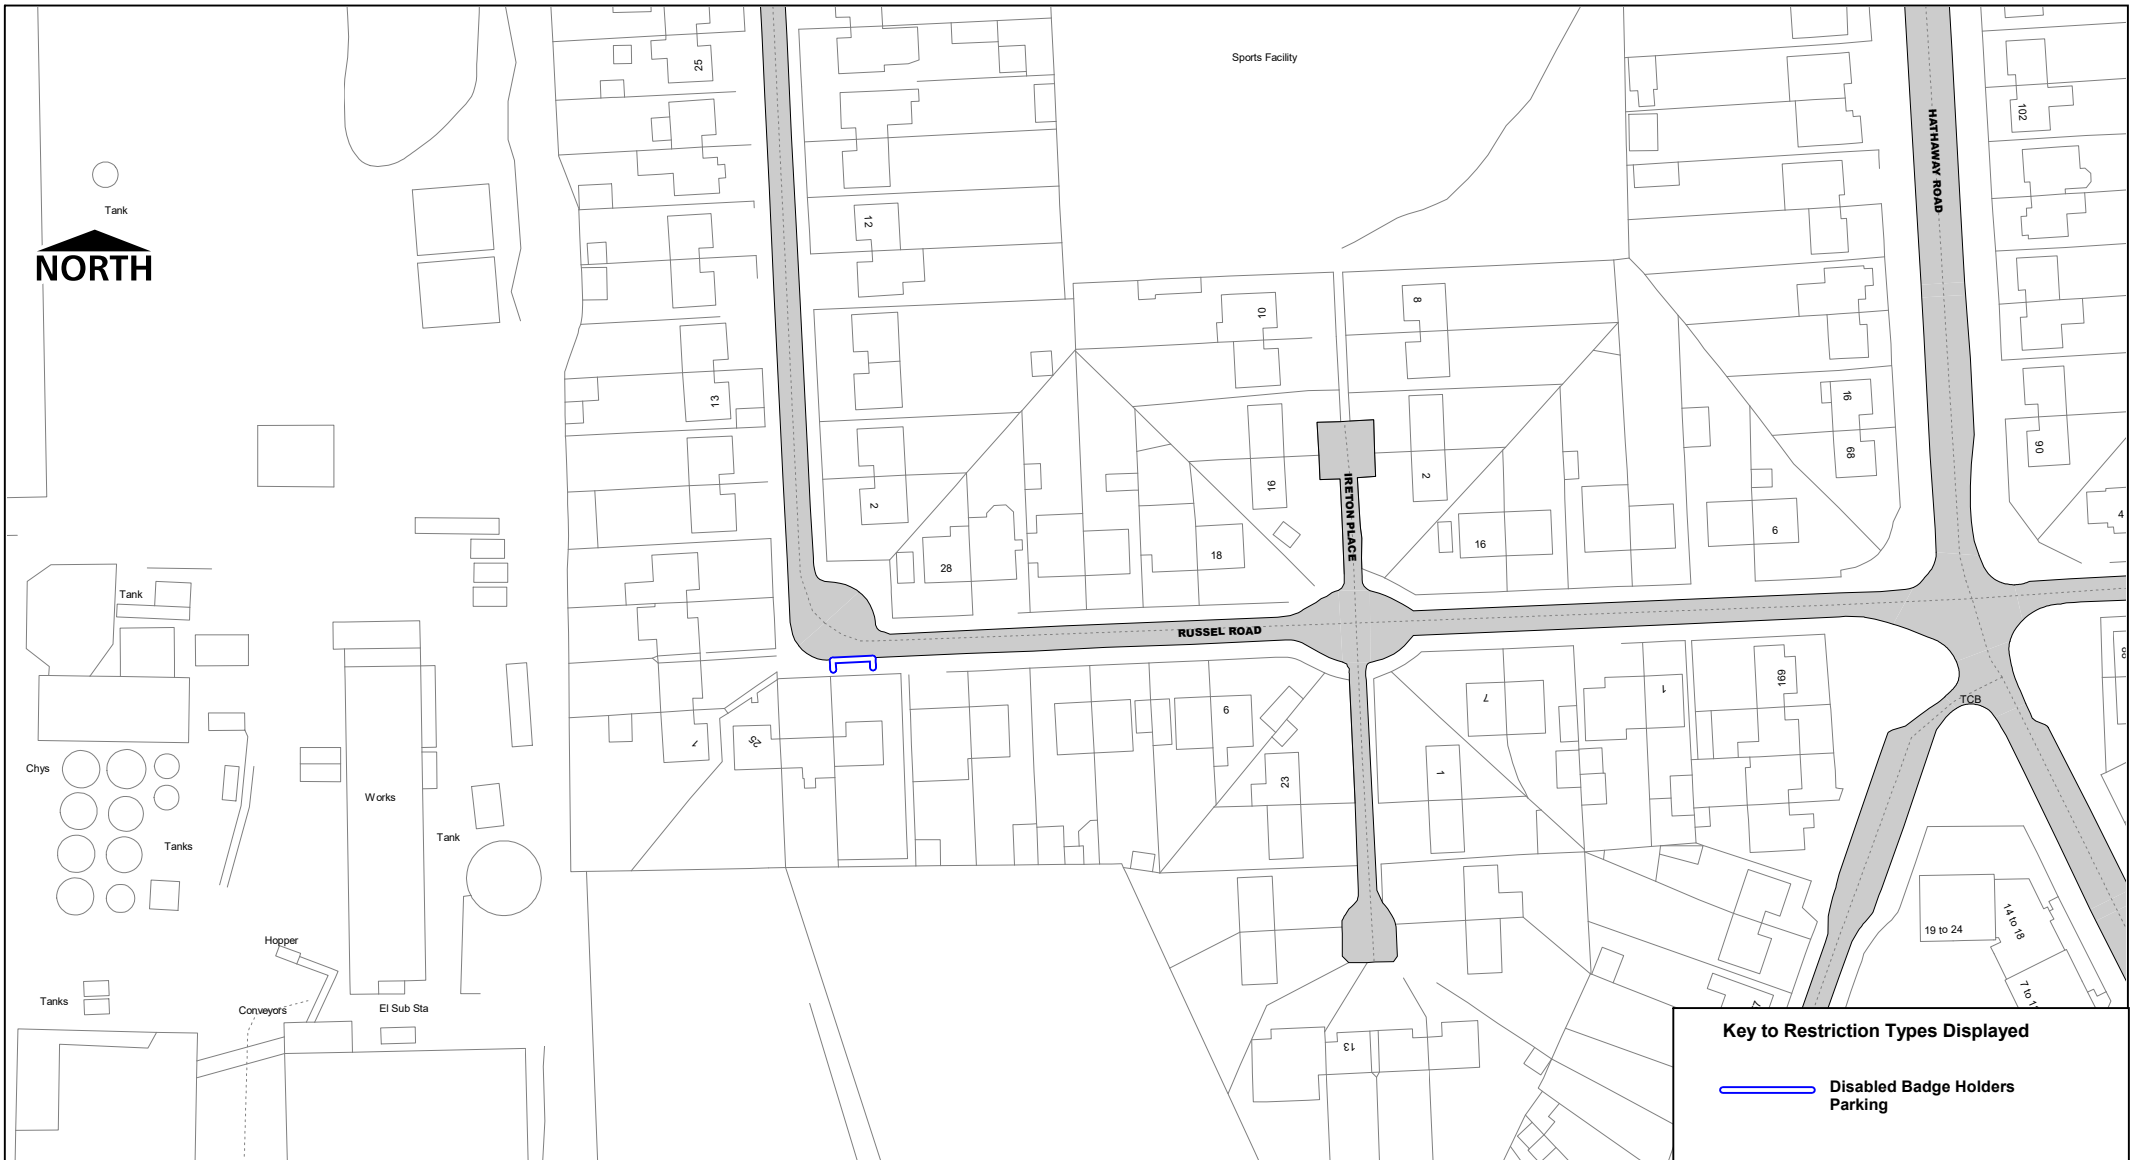 Sports Facility
25
HATHAWAY ROAD
102
Tank
NORTH
12
10
8
13
16
68
90
2
16
2
IRETON PLACE
4
28
18
16
6
Tank
RUSSEL ROAD
169
TCB
7
1
9
1
25
23
1
Chys
Works
Tank
Tanks
19 to 24
14 to 18
Hopper
Tanks
Conveyors
El Sub Sta
7
13
Key to Restriction Types Displayed
Disabled Badge Holders
Parking